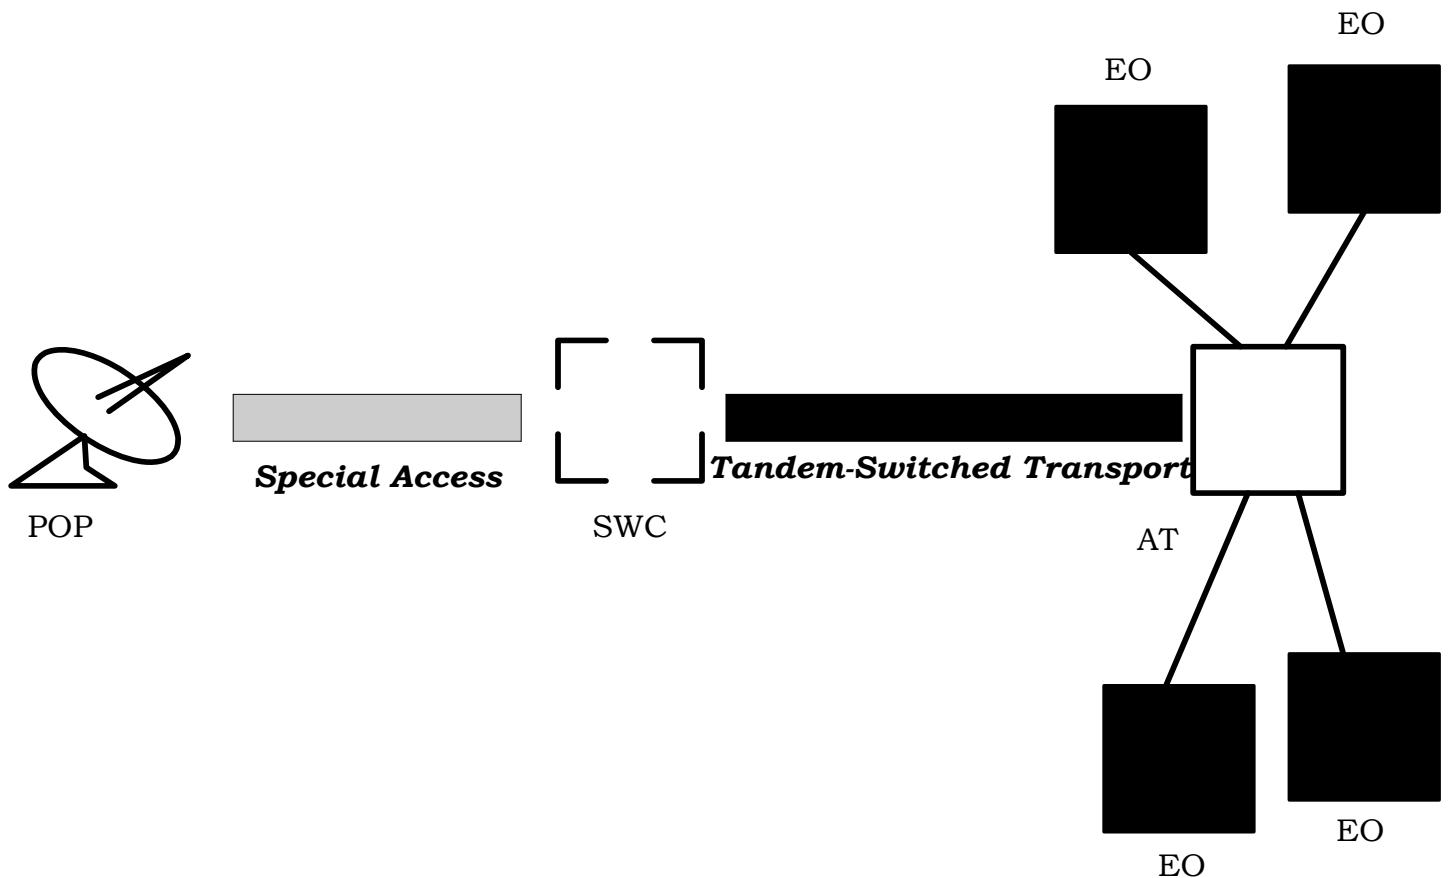 EO
EO
Special Access
Tandem-Switched Transport
POP
SWC
AT
EO
EO